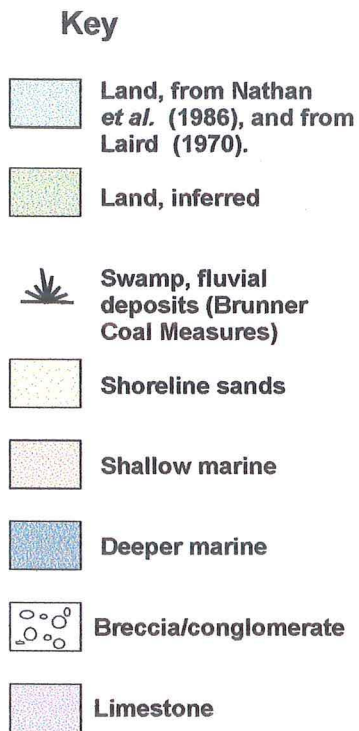 Key
Land, from Nathan
et al. (1986), and from
Laird (1970).
Land, inferred
Swamp, fluvial
deposits (Brunner
Coal Measures)
Shoreline sands
Shallow marine
Deeper marine
Breccia/conglomerate
Limestone